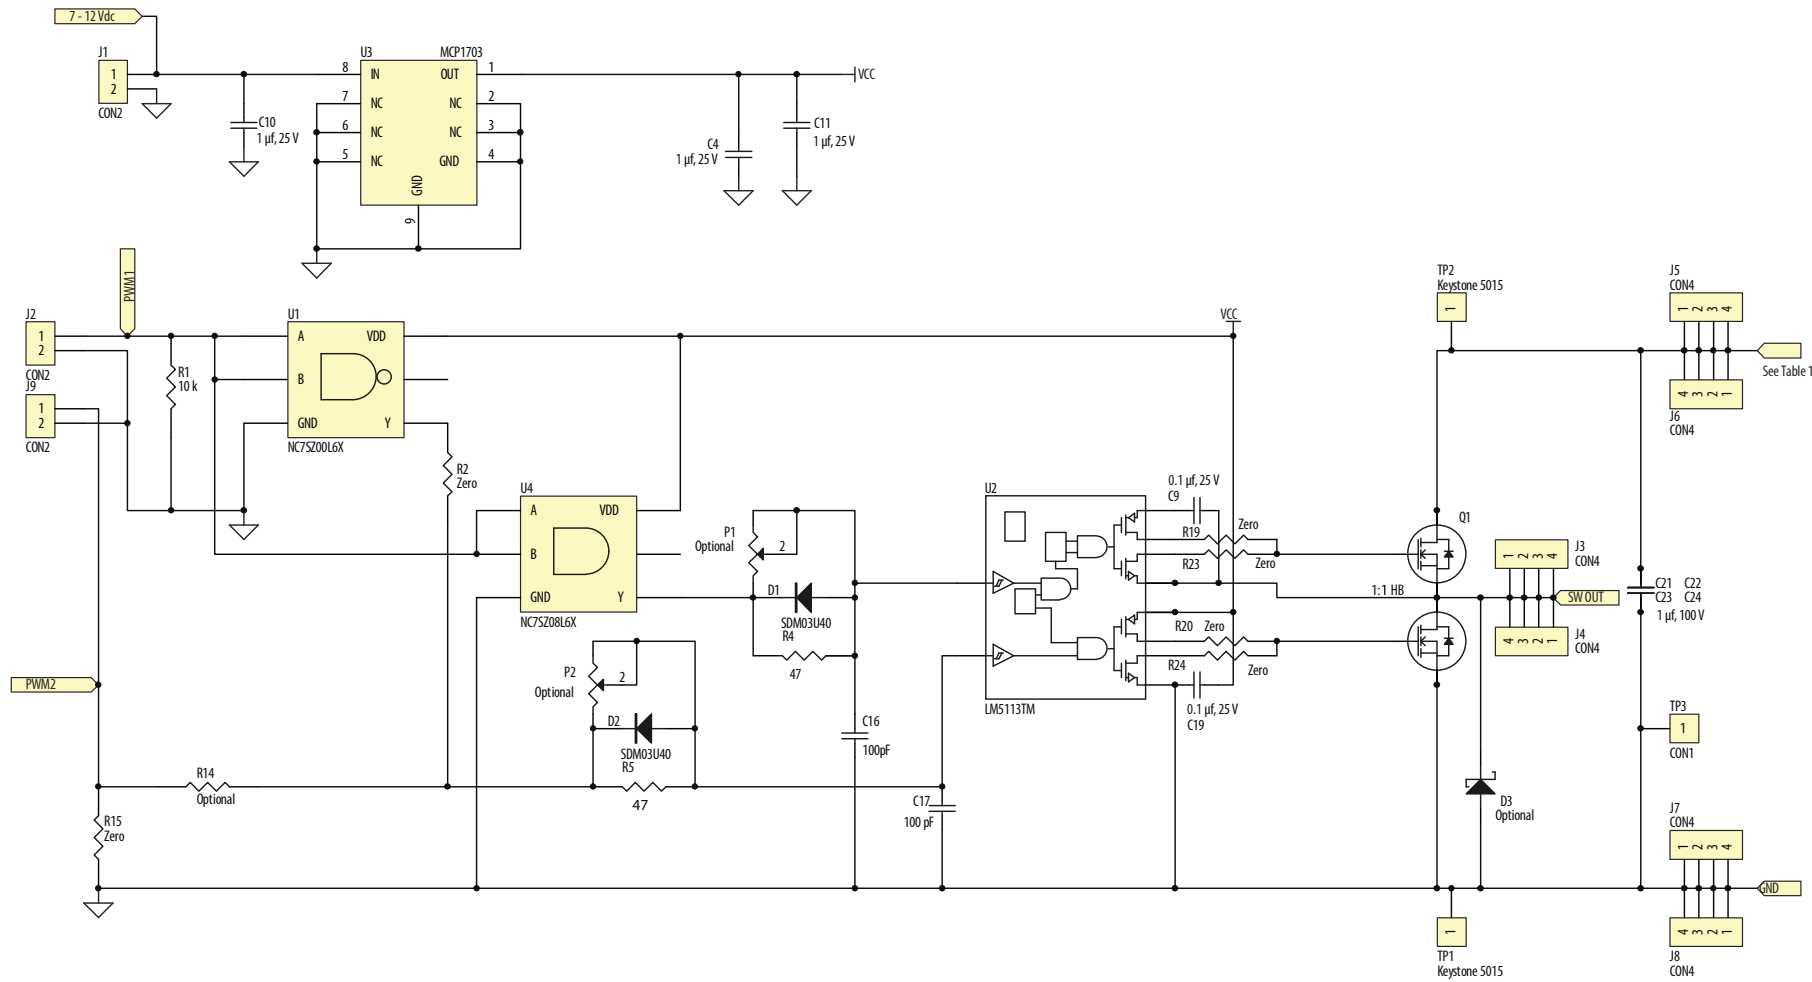 7 - 12 Vdc
J1
1
2
CON2
C10
1 µf, 25 V
U3
MCP1703
8
IN
OUT
1
7
NC
NC
2
6
NC
NC
3
5
NC
GND
4
GND
9
C4
1 µf, 25 V
C11
1 µf, 25 V
VCC
PWM1
J2
1
2
CON2
J9
1
2
CON2
R1
10 k
U1
A
VDD
B
GND
Y
NC7SZ00L6X
R2
Zero
U4
A
VDD
B
GND
Y
NC7SZ08L6X
P1
Optional
2
D1
SDM03U40
R4
47
P2
Optional
2
D2
SDM03U40
R5
47
C16
100pF
C17
100 pF
PWM2
R14
Optional
R15
Zero
VCC
U2
LM5113TM
0.1 µf, 25 V
C9
R19
Zero
R23
Zero
R20
Zero
R24
Zero
0.1 µf, 25 V
C19
1:1 HB
Q1
TP2
Keystone 5015
1
J5
CON4
1 2 3 4
See Table 1
4 3 2 1
J6
CON4
1 2 3 4
J3
CON4
SW OUT
4 3 2 1
J4
CON4
C21 C22
C23 C24
1 µf, 100 V
TP3
1
CON1
D3
Optional
J7
CON4
1 2 3 4
GND
4 3 2 1
J8
CON4
1
TP1
Keystone 5015